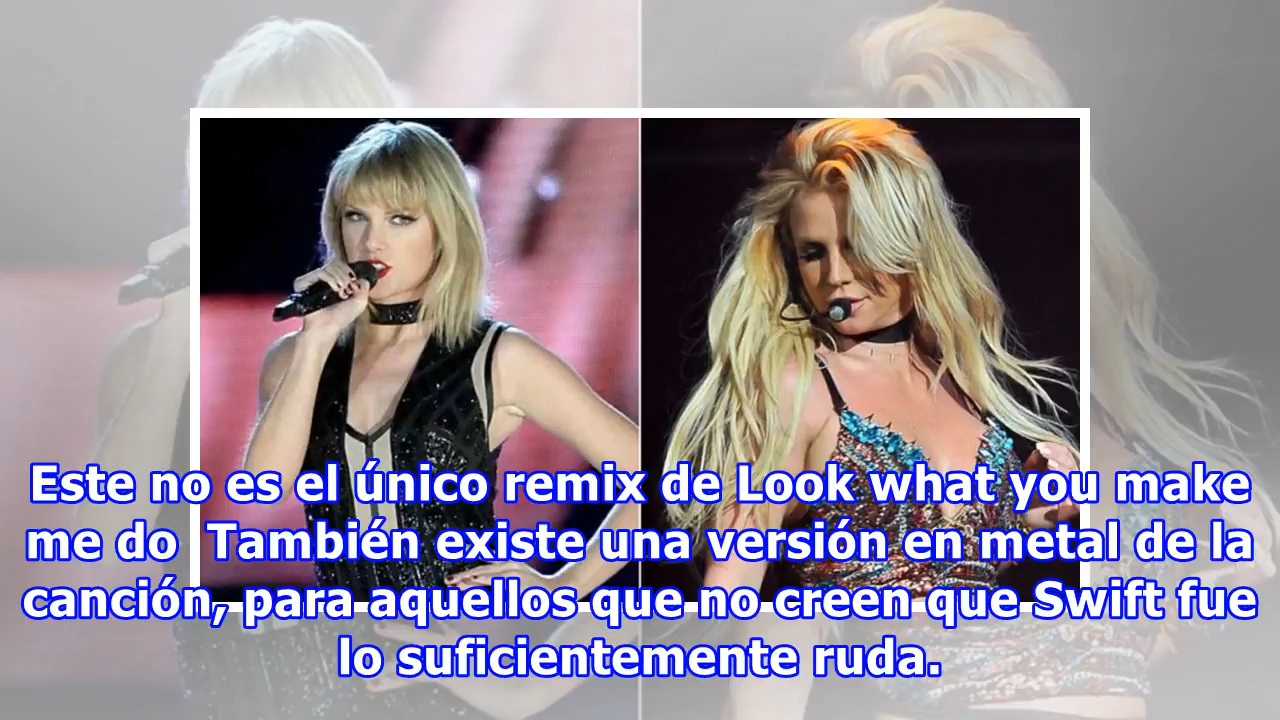 Este no es el único remix de Look what you make
me do  También existe una versión en metal de la
canción, para aquellos que no creen que Swift fue
lo suficientemente ruda.